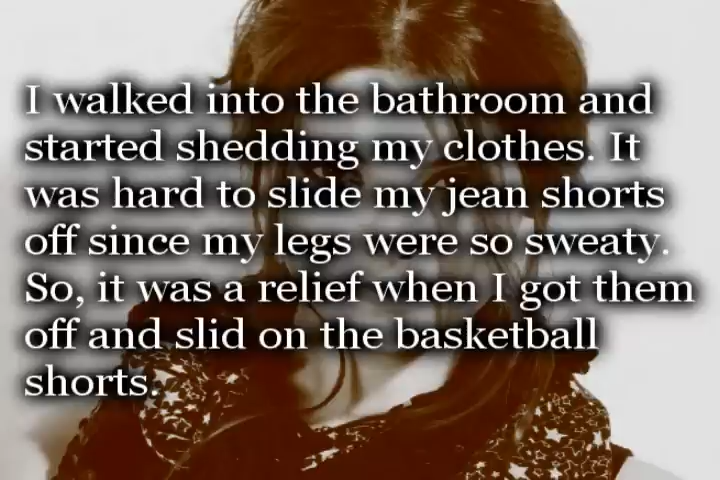 I walked into the bathroom and
started shedding my clothes. It
was hard to slide my jean shorts
off since my legs were so sweaty.
So, it was a relief when I got them
off and slid on the basketball
shorts.